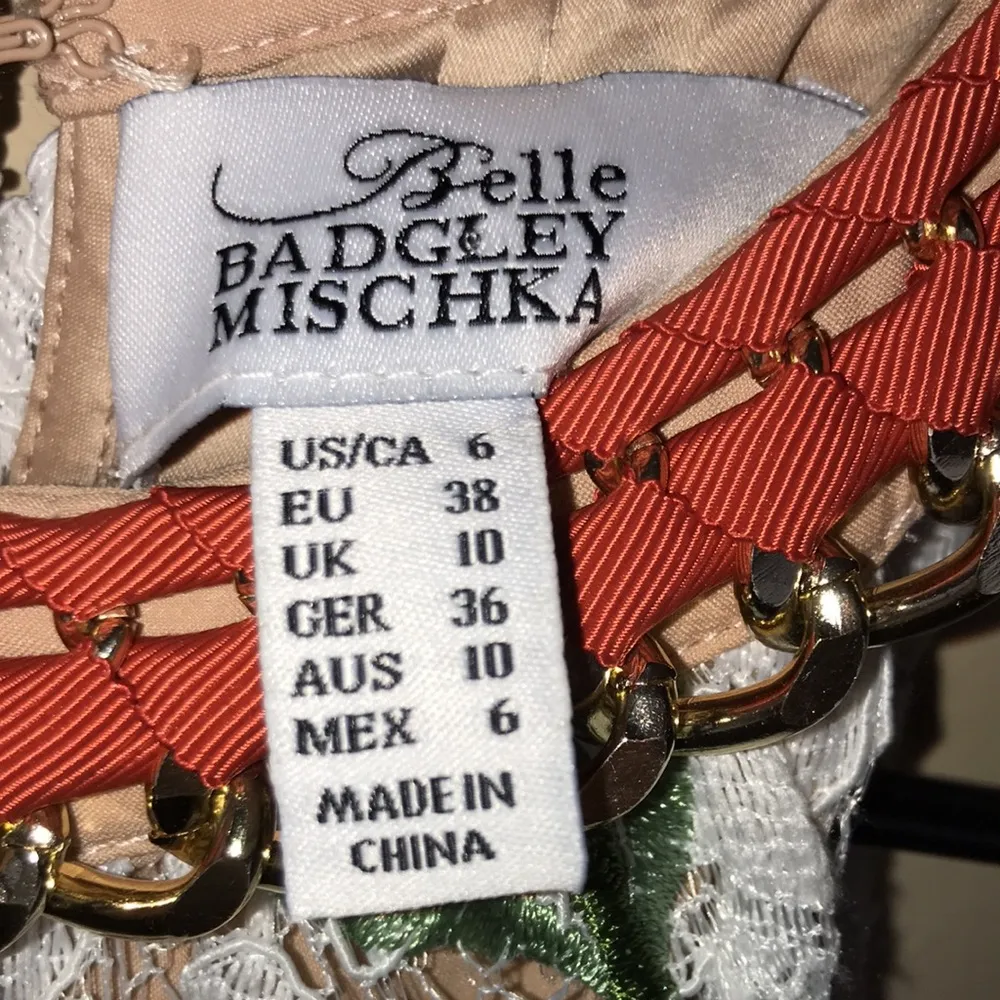 Belle
BADGLEY
MISCHKA
US/CA 6
EU 38
UK 10
GER 36
AUS 10
MEX 6
MADE IN
CHINA